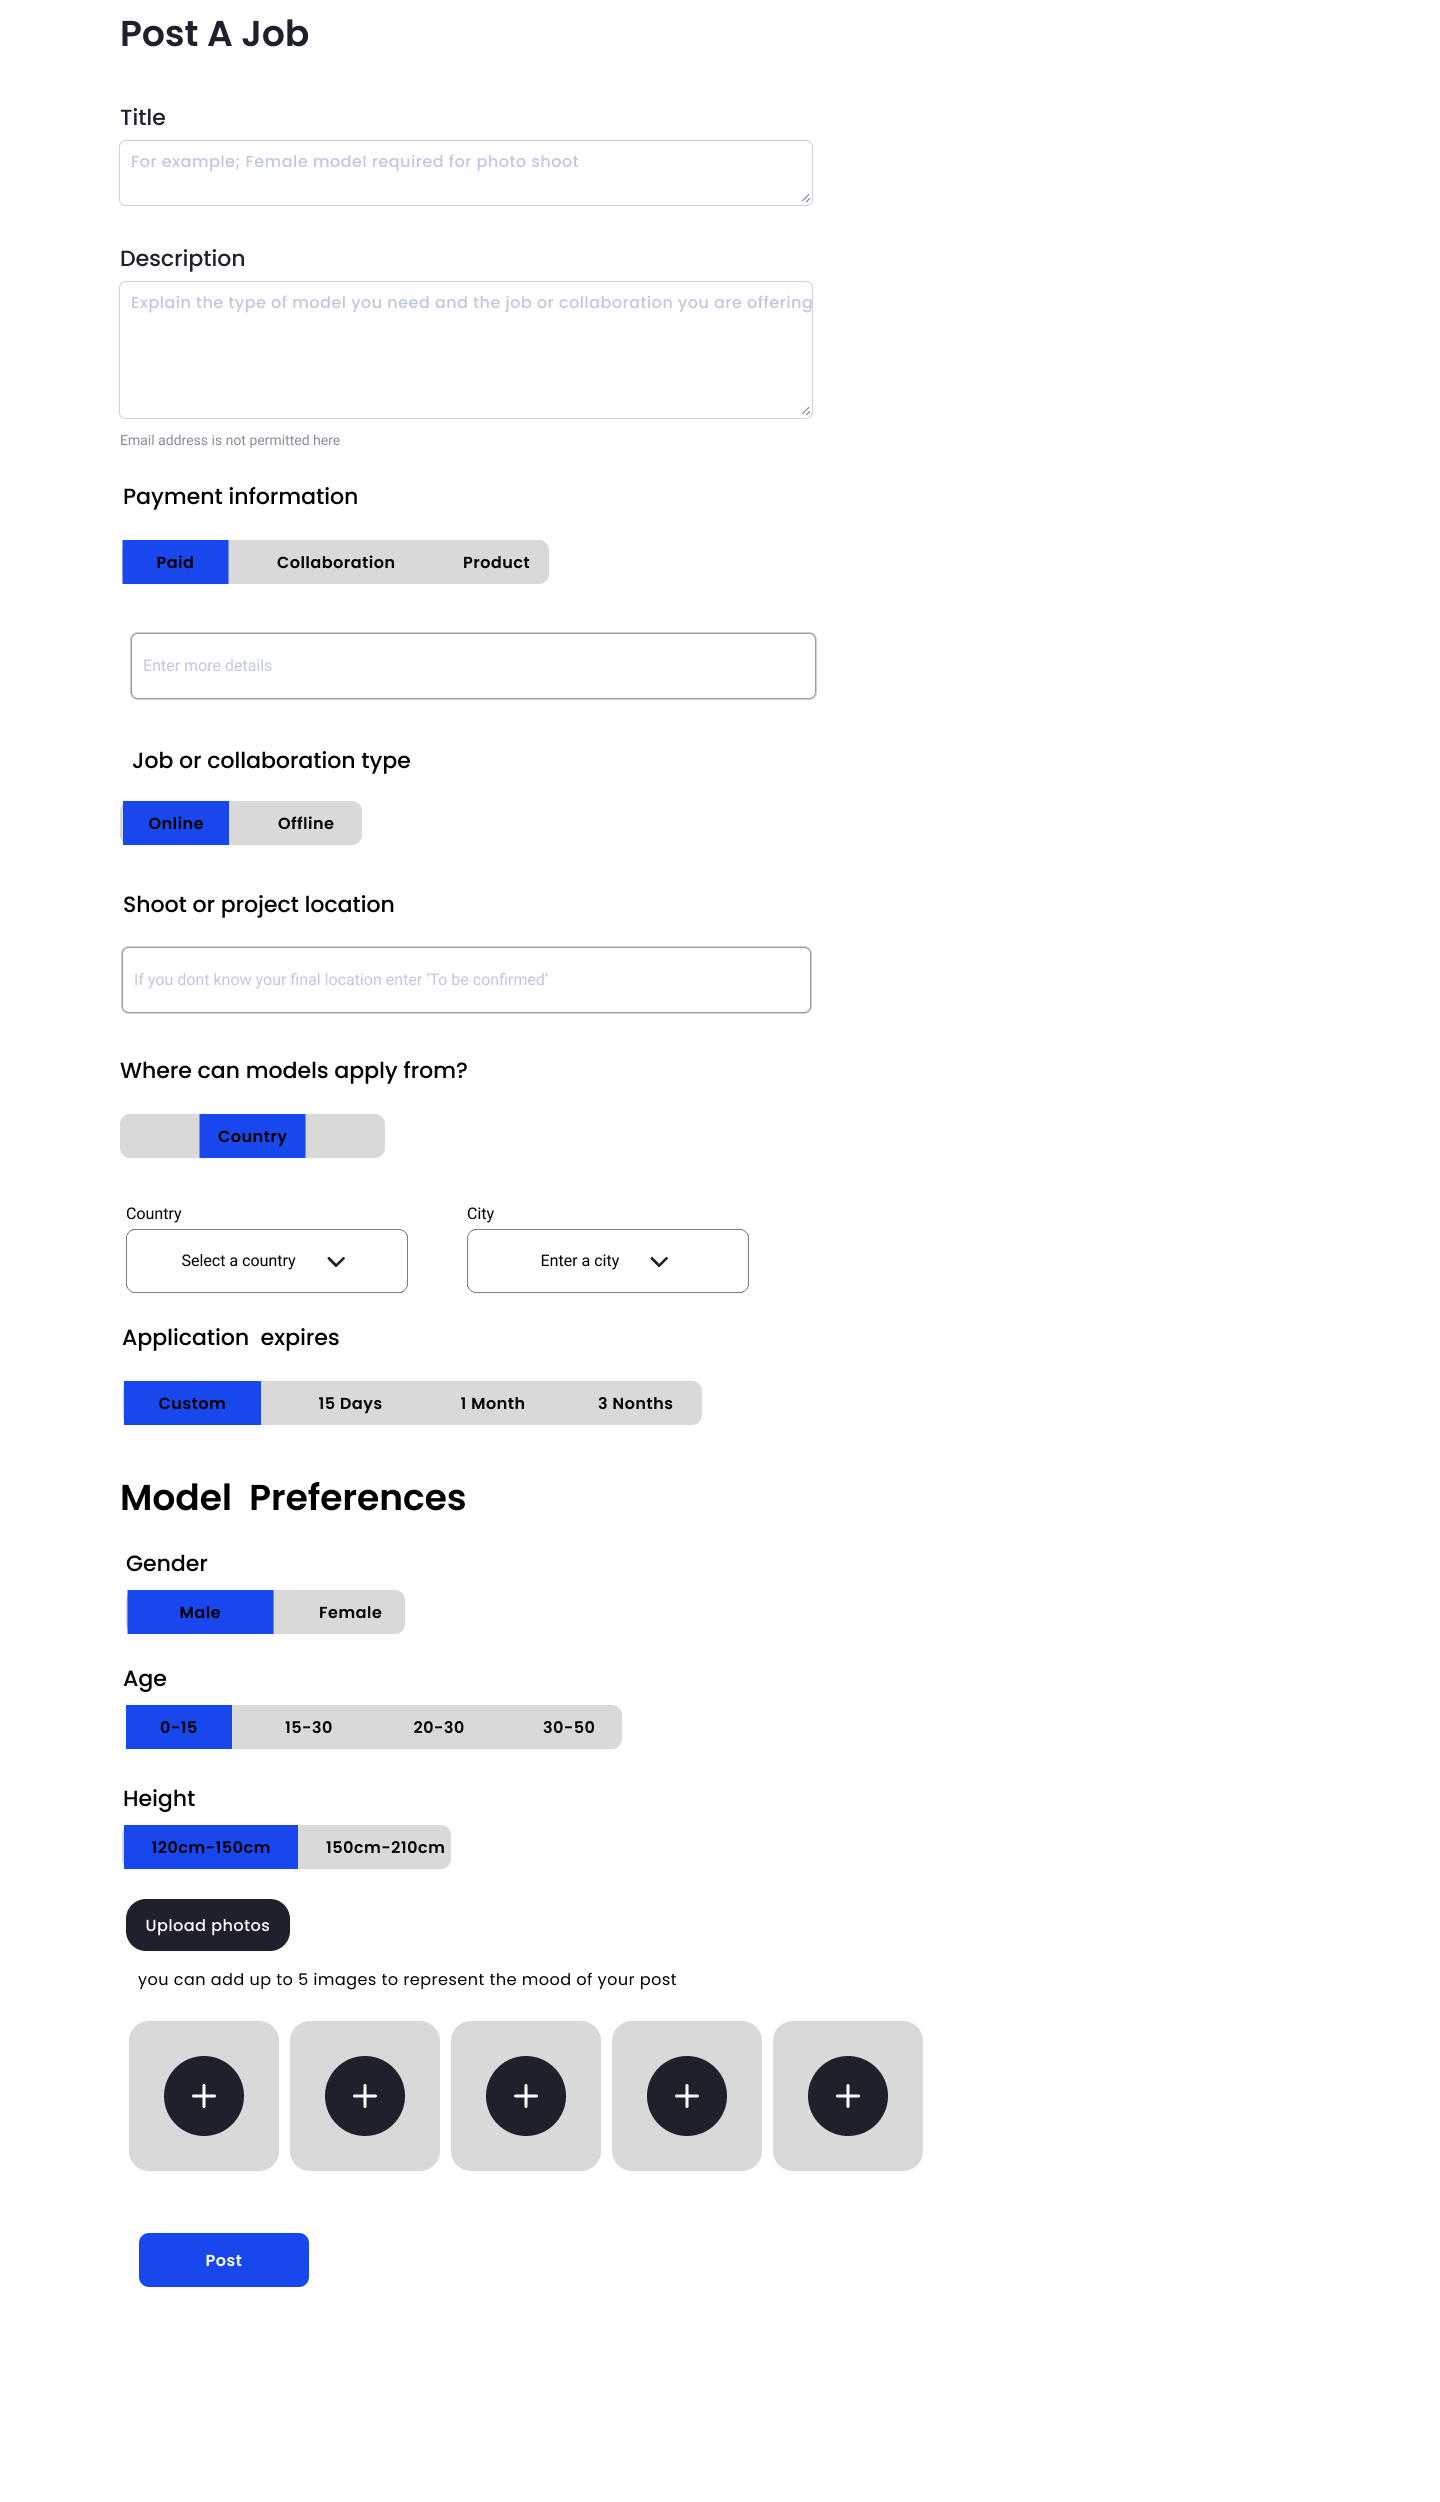 Post A Job
Title
For example; Female model required for photo shoot
Description
Explain the type of model you need and the job or collaboration you are offering
Email address is not permitted here
Payment information
Paid Collaboration Product
Enter more details
Job or collaboration type
Online Offline
Shoot or project location
If you dont know your final location enter ‘To be confirmed’
Where can models apply from?
Country
Country City
Select a country Enter a city
Application expires
Custom 15 Days 1 Month 3 Nonths
Model Preferences
Gender
Male Female
Age
0-15 15-30 20-30 30-50
Height
120cm-150cm 150cm-210cm
Upload photos
you can add up to 5 images to represent the mood of your post
Post